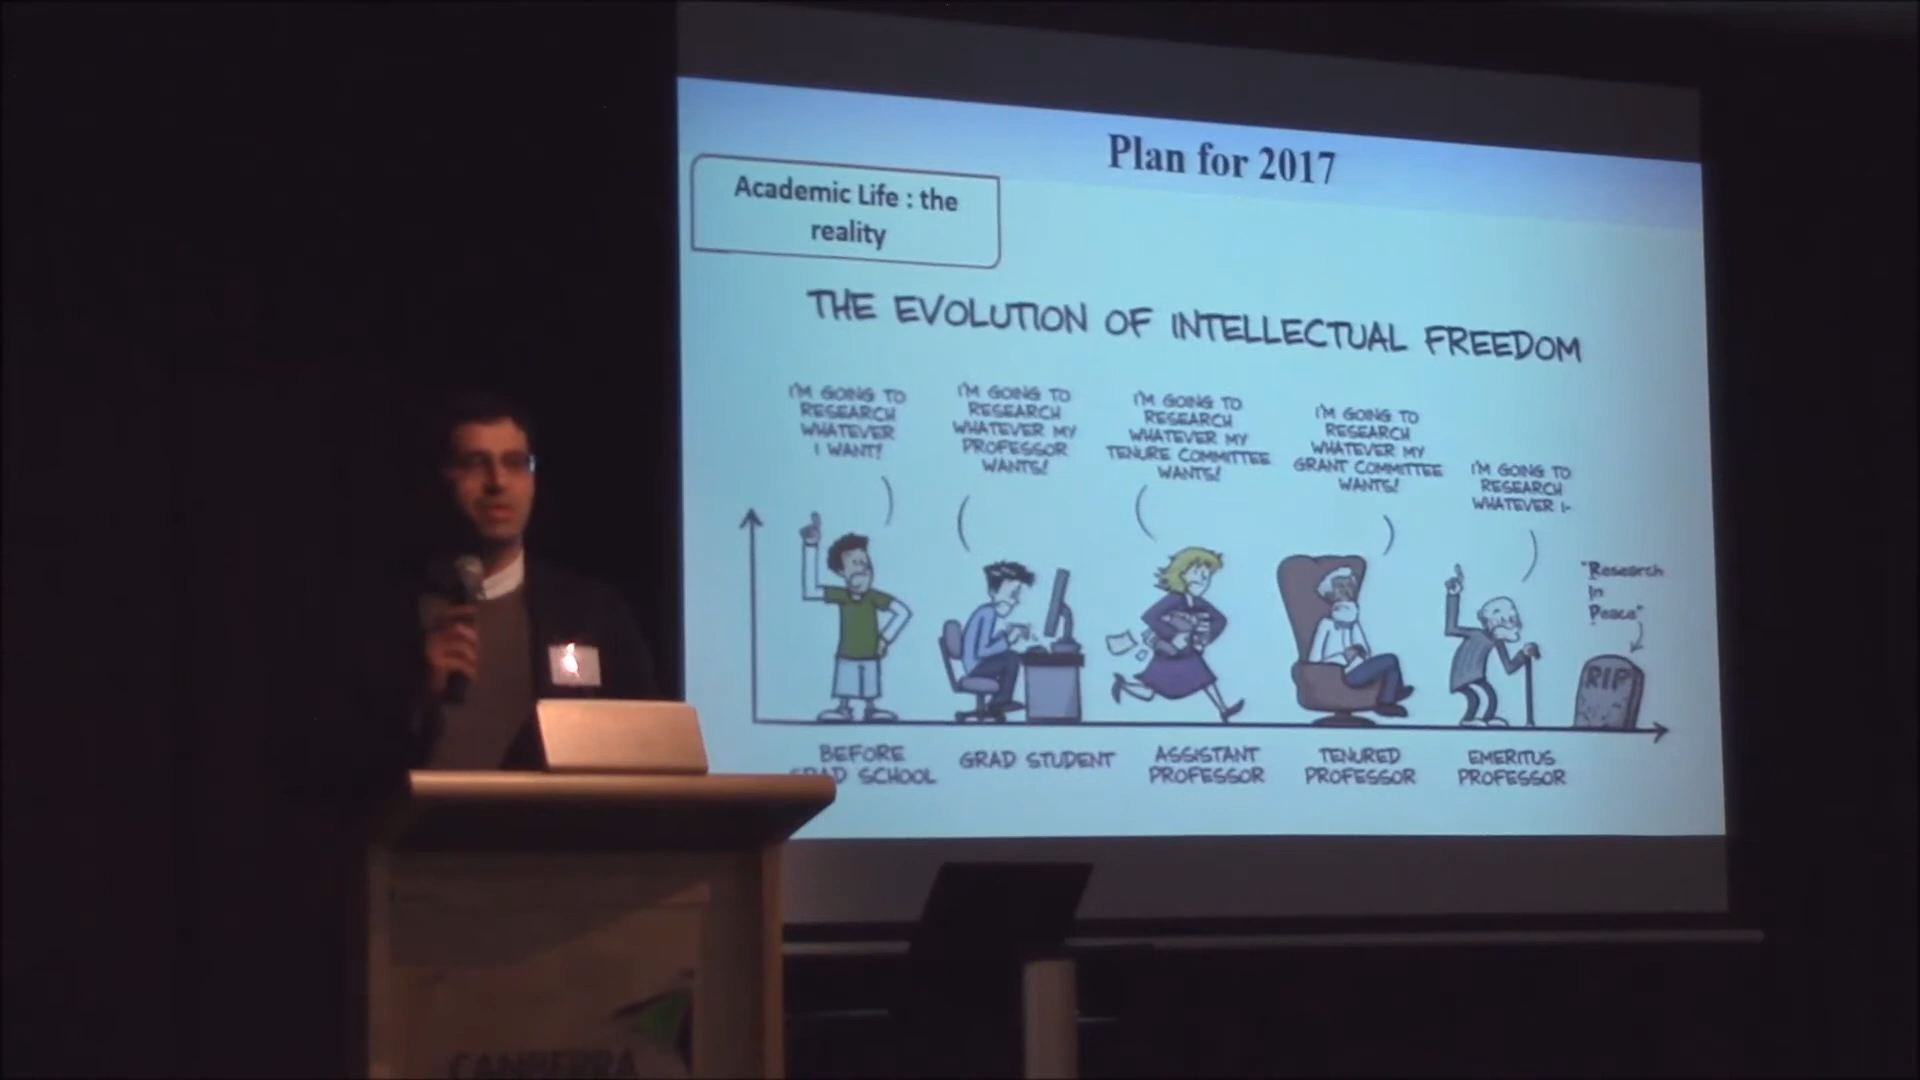 Plan for 2017
Academic Life : the
reality
THE EVOLUTION OF INTELLECTUAL FREEDOM
I'M GOING TO
RESEARCH
WHATEVER
I WANT!
I'M GOING TO
RESEARCH
WHATEVER MY
PROFESSOR
WANTS!
I'M GOING TO
RESEARCH
WHATEVER MY
TENURE COMMITTEE
WANTS!
I'M GOING TO
RESEARCH
WHATEVER MY
GRANT COMMITTEE
WANTS!
I'M GOING TO
RESEARCH
WHATEVER I-
"Research
In
Peace"
RIP
BEFORE
GRAD SCHOOL
GRAD STUDENT
ASSISTANT
PROFESSOR
TENURED
PROFESSOR
EMERITUS
PROFESSOR
CANBERRA